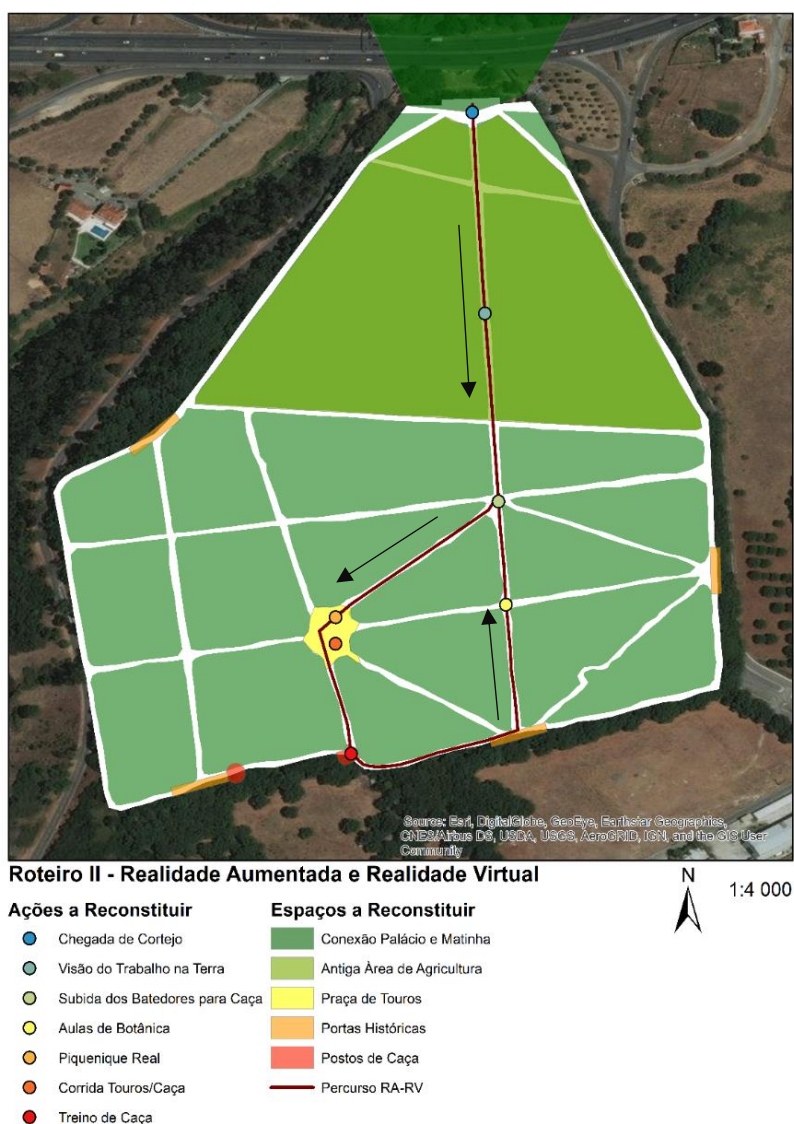 Source: Esri, DigitalGlobe, GeoEye, Earthstar Geographics,
CNES/Airbus DS, USDA, USGS, AeroGRID, IGN, and the GIS User
Community
Roteiro II - Realidade Aumentada e Realidade Virtual
N
1:4 000
Ações a Reconstituir
Chegada de Cortejo
Visão do Trabalho na Terra
Subida dos Batedores para Caça
Aulas de Botânica
Piquenique Real
Corrida Touros/Caça
Treino de Caça
Espaços a Reconstituir
Conexão Palácio e Matinha
Antiga Àrea de Agricultura
Praça de Touros
Portas Históricas
Postos de Caça
Percurso RA-RV